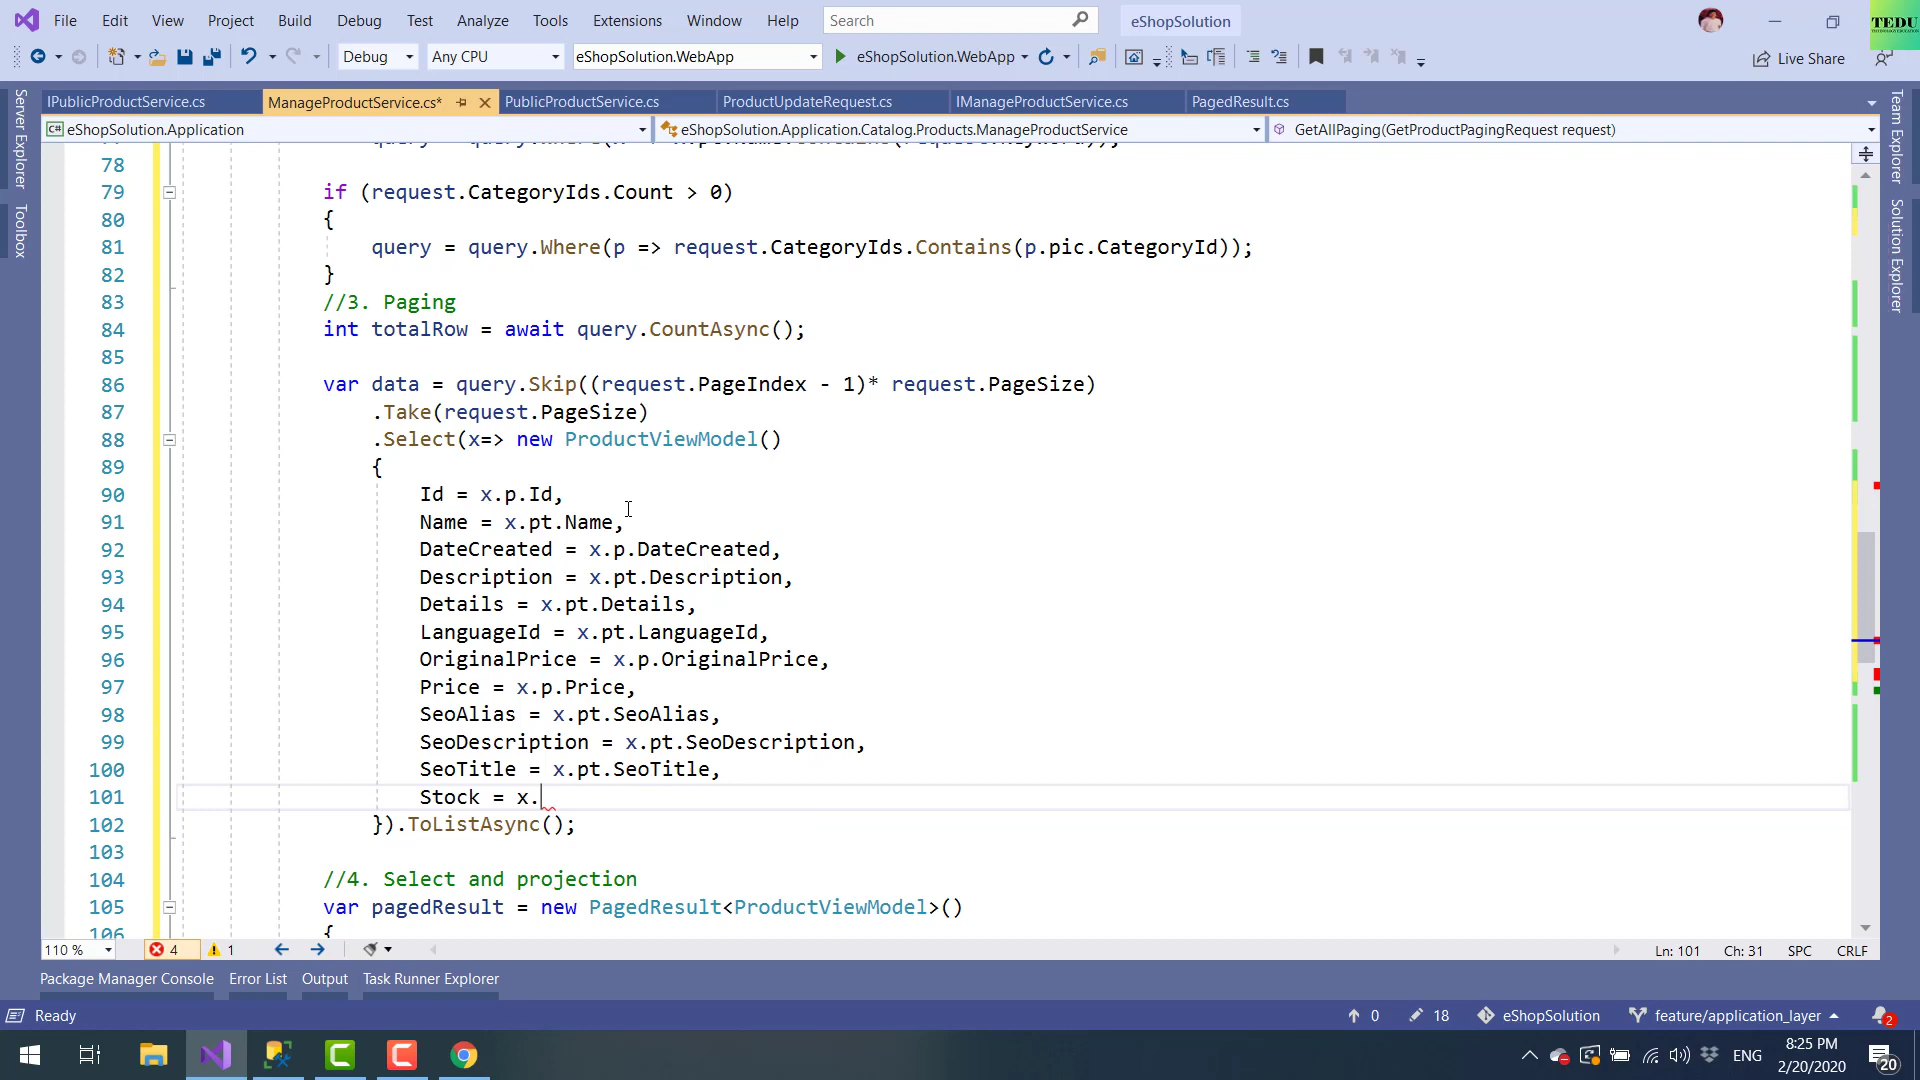 File Edit View Project Build Debug Test Analyze Tools Extensions Window Help Search eShopSolution
TEDU
Debug Any CPU eShopSolution.WebApp eShopSolution.WebApp Live Share
IPublicProductService.cs ManageProductService.cs* PublicProductService.cs ProductUpdateRequest.cs IManageProductService.cs PagedResult.cs
C# eShopSolution.Application eShopSolution.Application.Catalog.Products.ManageProductService GetAllPaging(GetProductPagingRequest request)
Server Explorer
Toolbox
Team Explorer
Solution Explorer
78
79 if (request.CategoryIds.Count > 0)
80 {
81 query = query.Where(p => request.CategoryIds.Contains(p.pic.CategoryId));
82 }
83 //3. Paging
84 int totalRow = await query.CountAsync();
85
86 var data = query.Skip((request.PageIndex - 1)* request.PageSize)
87 .Take(request.PageSize)
88 .Select(x=> new ProductViewModel()
89 {
90 Id = x.p.Id,
91 Name = x.pt.Name,
92 DateCreated = x.p.DateCreated,
93 Description = x.pt.Description,
94 Details = x.pt.Details,
95 LanguageId = x.pt.LanguageId,
96 OriginalPrice = x.p.OriginalPrice,
97 Price = x.p.Price,
98 SeoAlias = x.pt.SeoAlias,
99 SeoDescription = x.pt.SeoDescription,
100 SeoTitle = x.pt.SeoTitle,
101 Stock = x.
102 }).ToListAsync();
103
104 //4. Select and projection
105 var pagedResult = new PagedResult<ProductViewModel>()
106 {
110 % 4 1 Ln: 101 Ch: 31 SPC CRLF
Package Manager Console Error List Output Task Runner Explorer
Ready 0 18 eShopSolution feature/application_layer 2
ENG 8:25 PM
2/20/2020 20